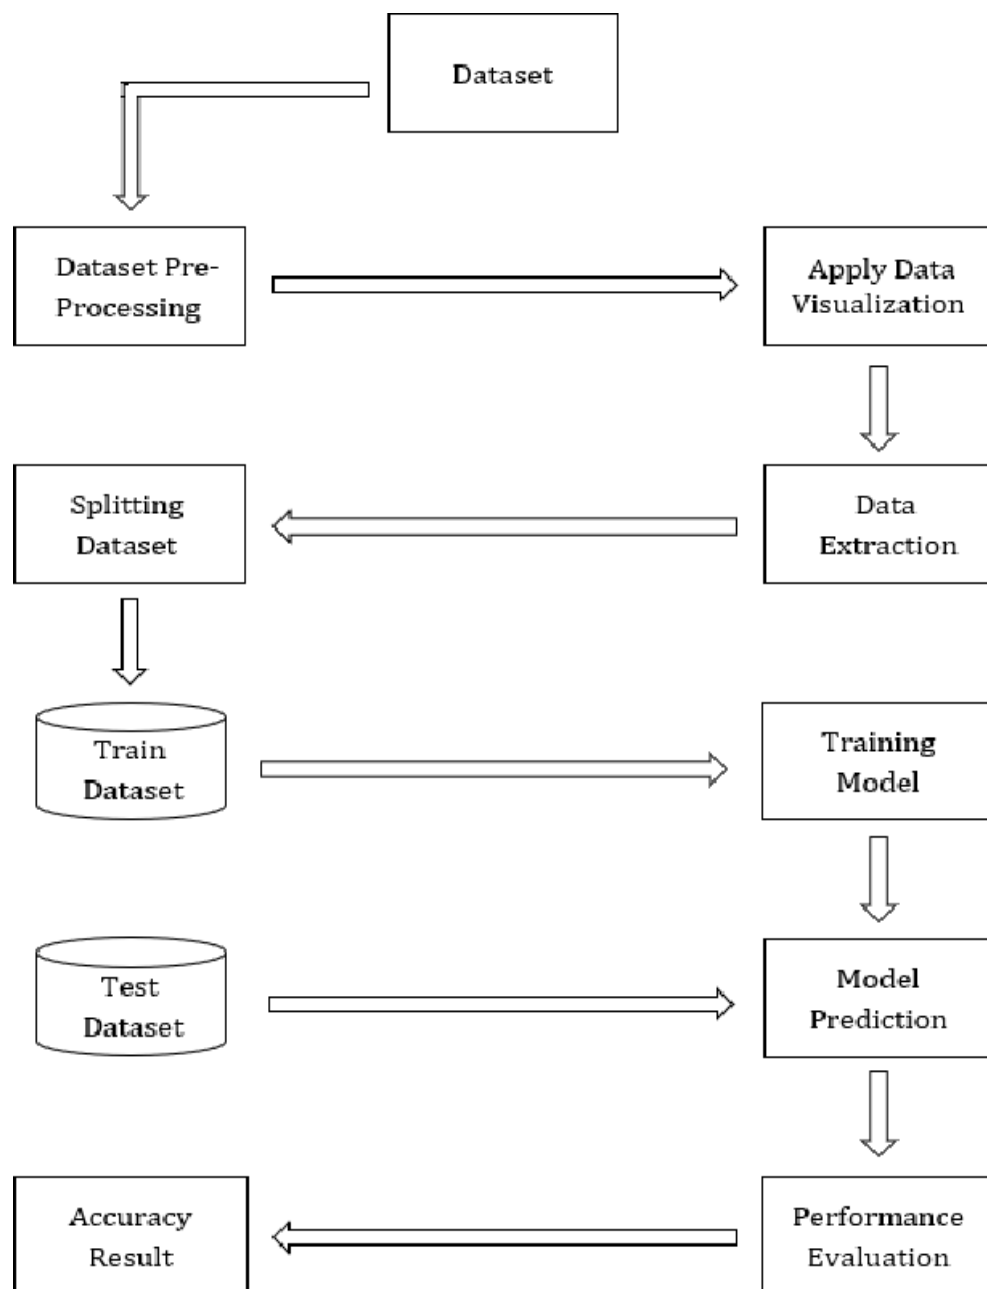 Dataset
Dataset Pre-
Processing
Apply Data
Visualization
Splitting
Dataset
Data
Extraction
Train
Dataset
Training
Model
Test
Dataset
Model
Prediction
Accuracy
Result
Performance
Evaluation